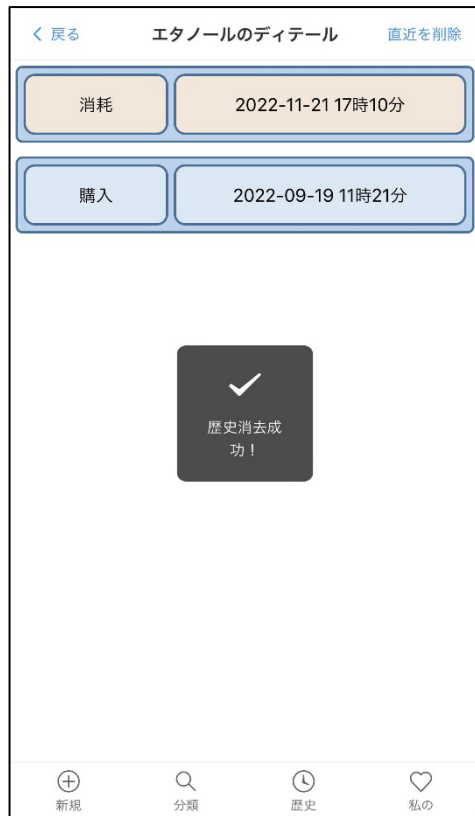 戻る エタノールのディテール 直近を削除
消耗 2022-11-21 17時10分
購入 2022-09-19 11時21分
歴史消去成
功！
新規 分類 歴史 私の